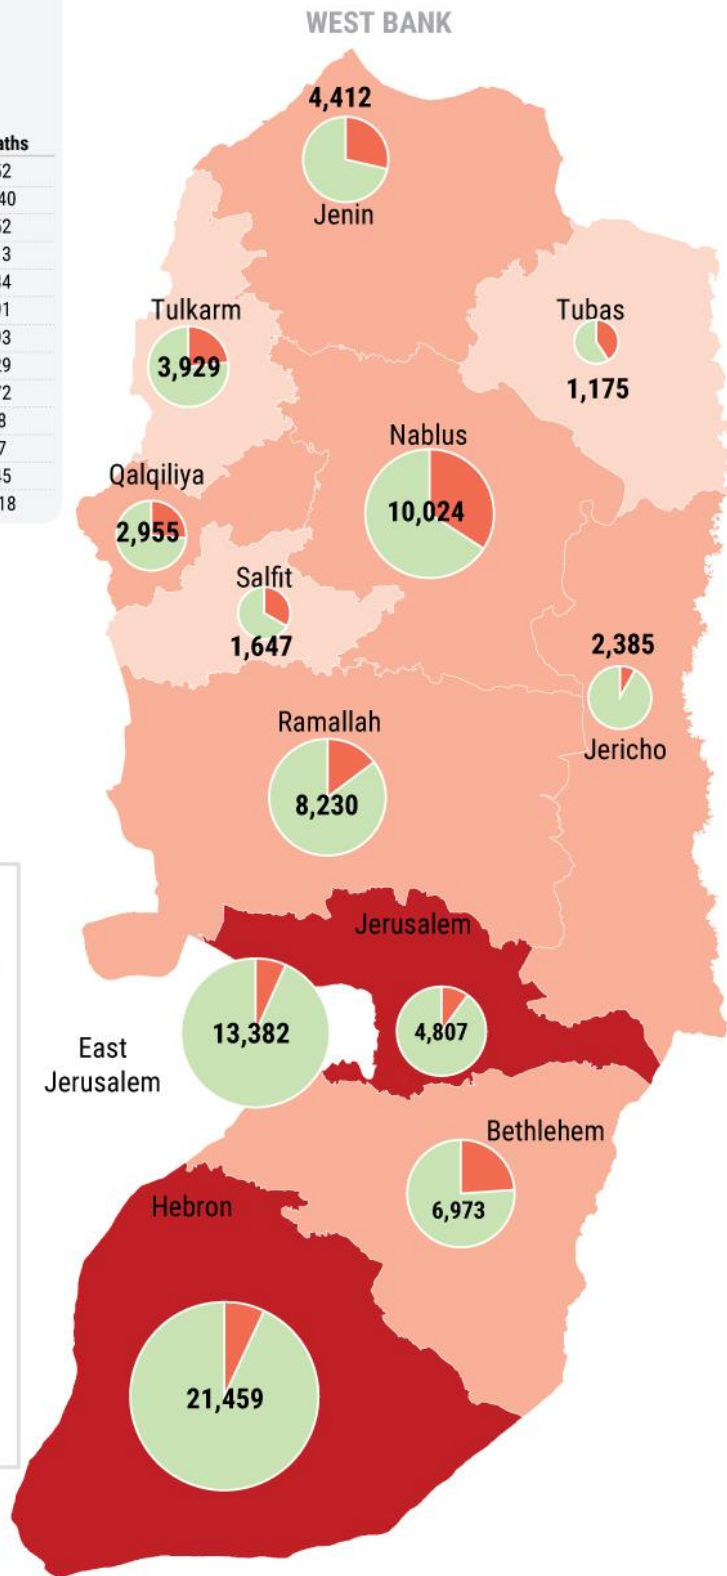 WEST BANK
4,412
Jenin
Tulkarm
3,929
Tubas
1,175
Nablus
10,024
Qalqiliya
2,955
Salfit
1,647
2,385
Jericho
Ramallah
8,230
Jerusalem
13,382
4,807
East
Jerusalem
Bethlehem
6,973
Hebron
21,459